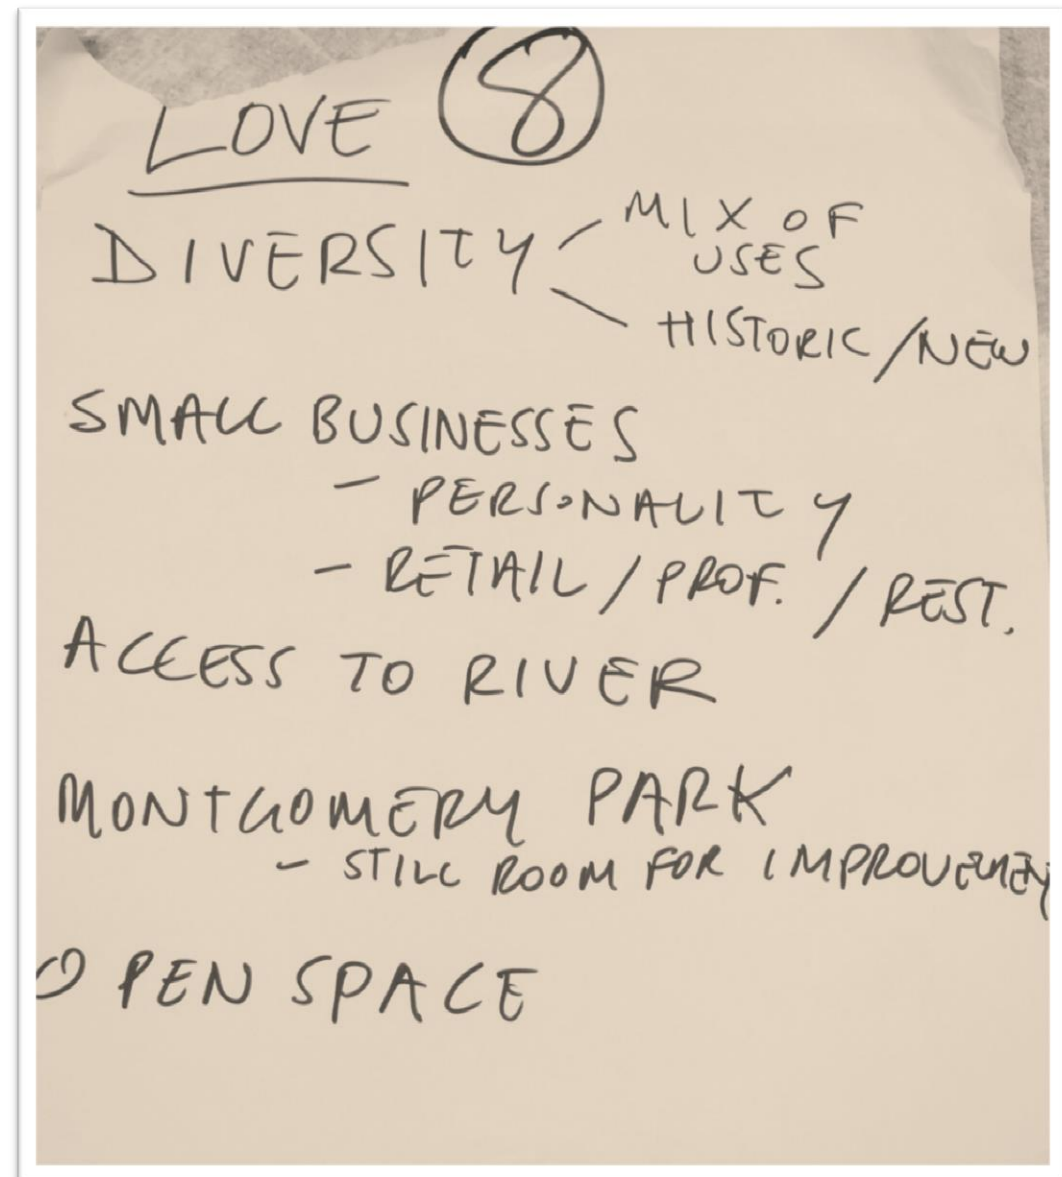 LOVE 8
DIVERSITY
MIX OF
USES
HISTORIC/NEW
SMALL BUSINESSES
- PERSONALITY
- RETAIL / PROF. / REST.
ACCESS TO RIVER
MONTGOMERY PARK
- STILL ROOM FOR IMPROVEMEN
OPEN SPACE